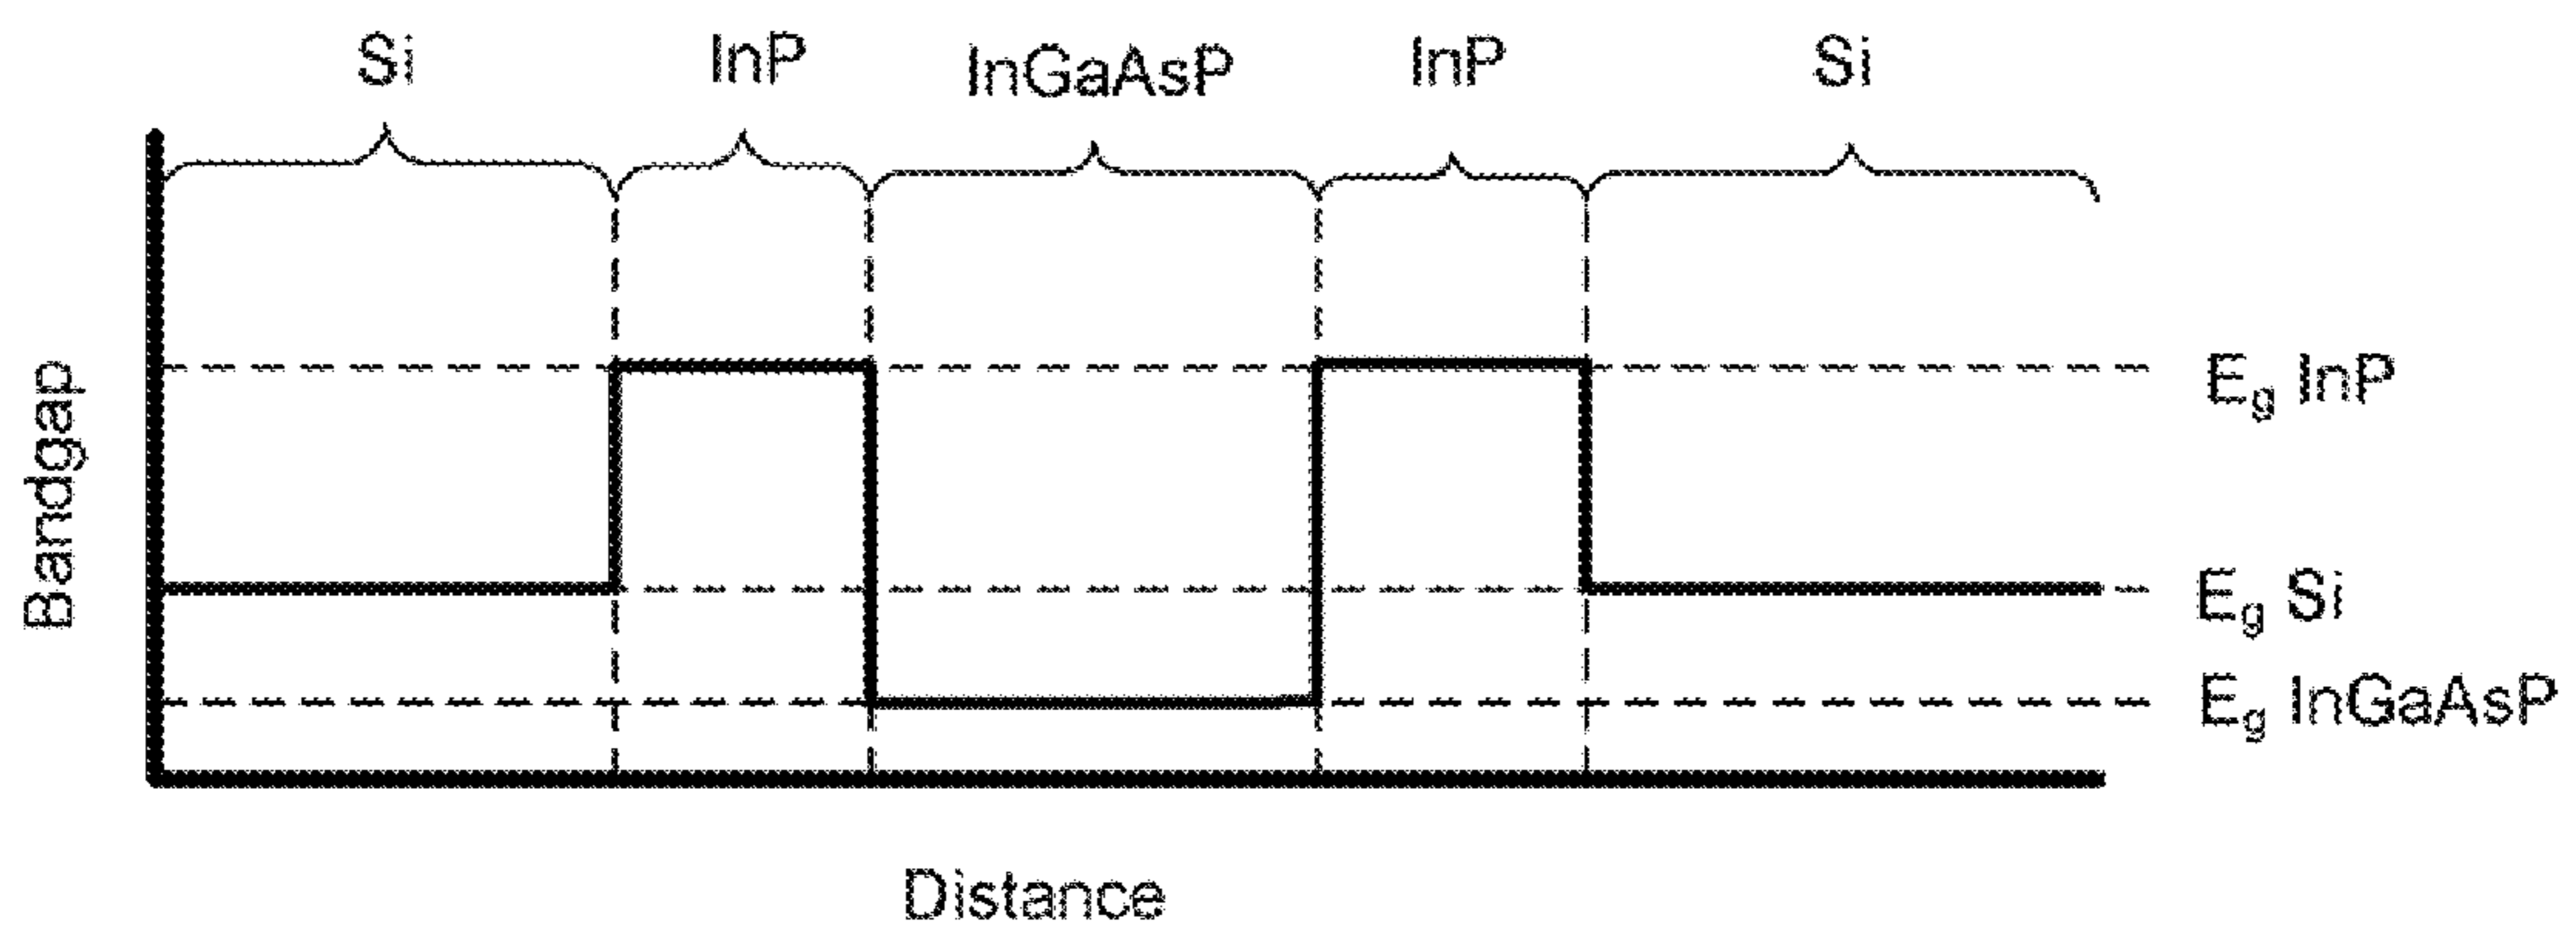 Si
InP
InGaAsP
InP
Si
Bandgap
Eg InP
Eg Si
Eg InGaAsP
Distance